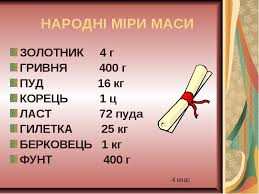 НАРОДНІ МІРИ МАСИ
ЗОЛОТНИК 4 г
ГРИВНЯ 400 г
ПУД 16 кг
КОРЕЦЬ 1 ц
ЛАСТ 72 пуда
ГИЛЕТКА 25 кг
БЕРКОВЕЦЬ 1 кг
ФУНТ 400 г
4 клас